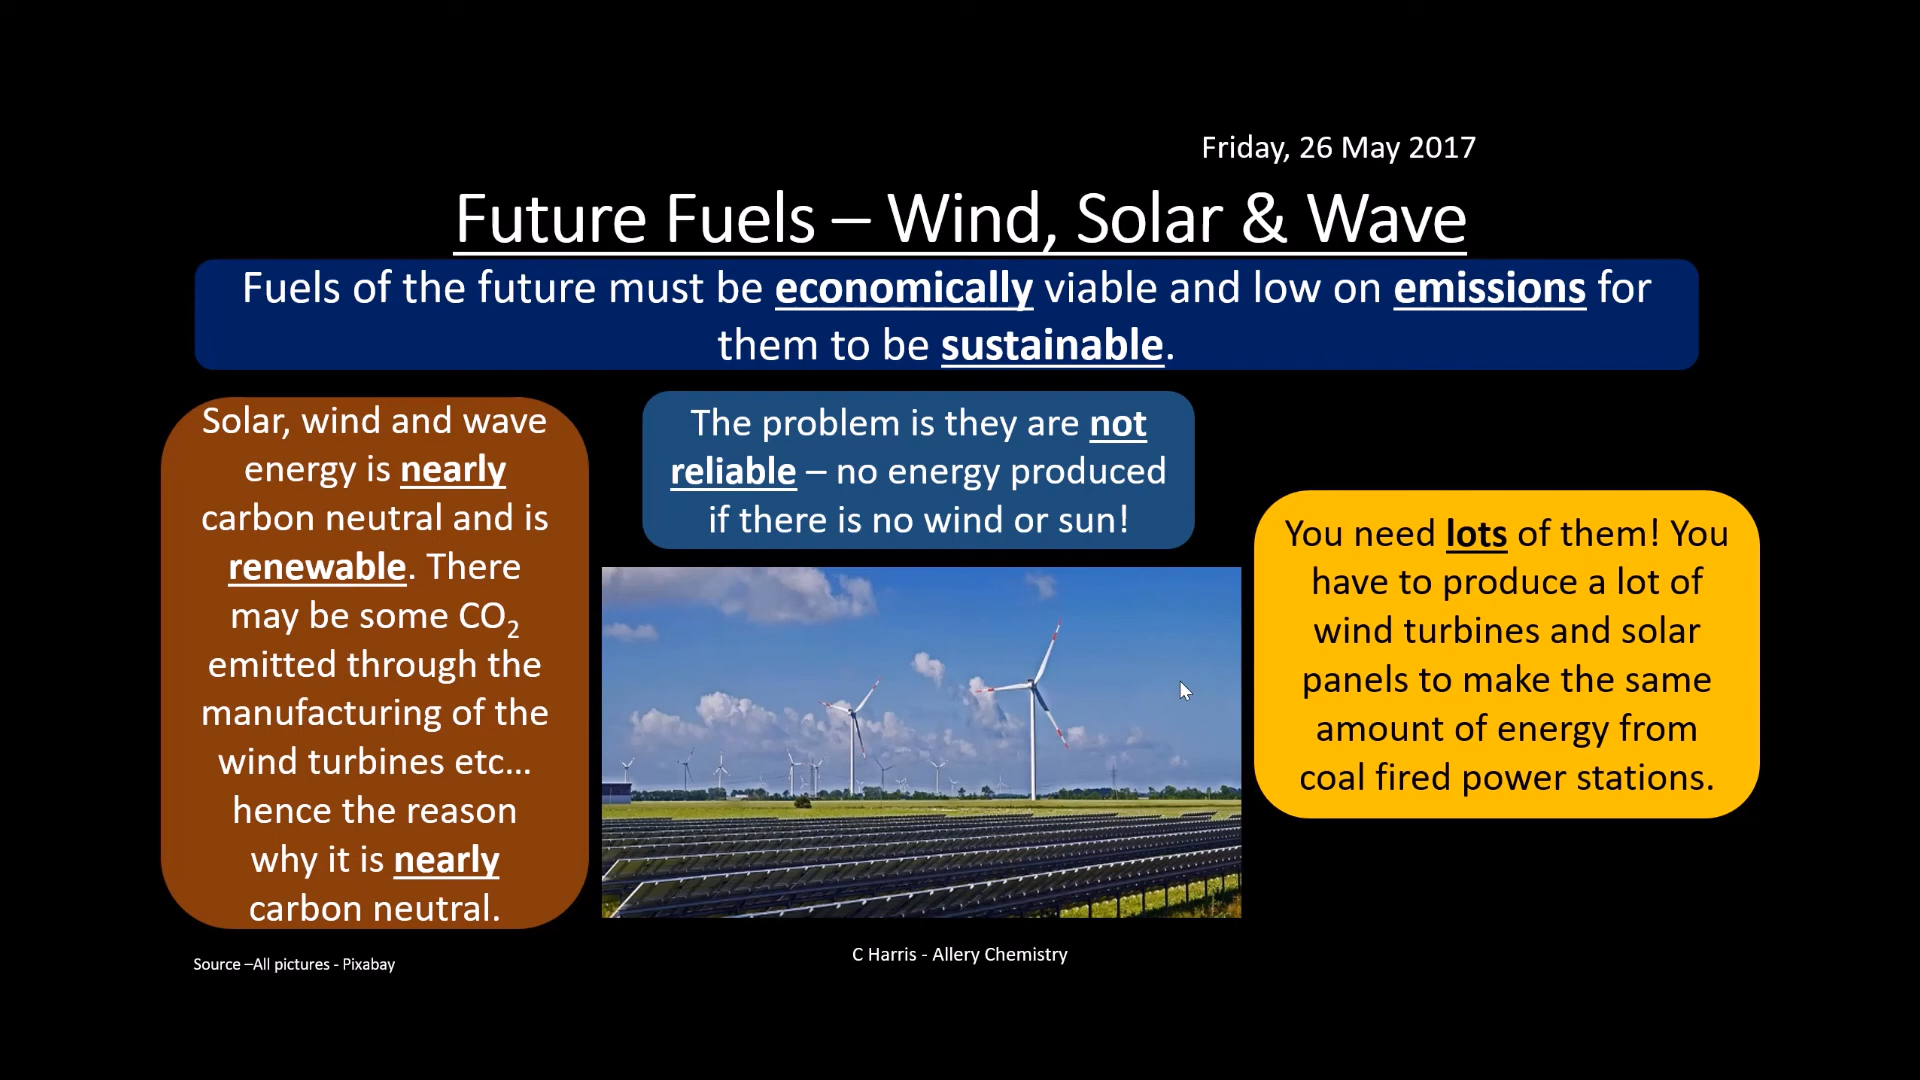 Friday, 26 May 2017
Future Fuels – Wind, Solar & Wave
Fuels of the future must be economically viable and low on emissions for
them to be sustainable.
Solar, wind and wave
energy is nearly
carbon neutral and is
renewable. There
may be some CO₂
emitted through the
manufacturing of the
wind turbines etc...
hence the reason
why it is nearly
carbon neutral.
The problem is they are not
reliable – no energy produced
if there is no wind or sun!
You need lots of them! You
have to produce a lot of
wind turbines and solar
panels to make the same
amount of energy from
coal fired power stations.
Source –All pictures - Pixabay
C Harris - Allery Chemistry